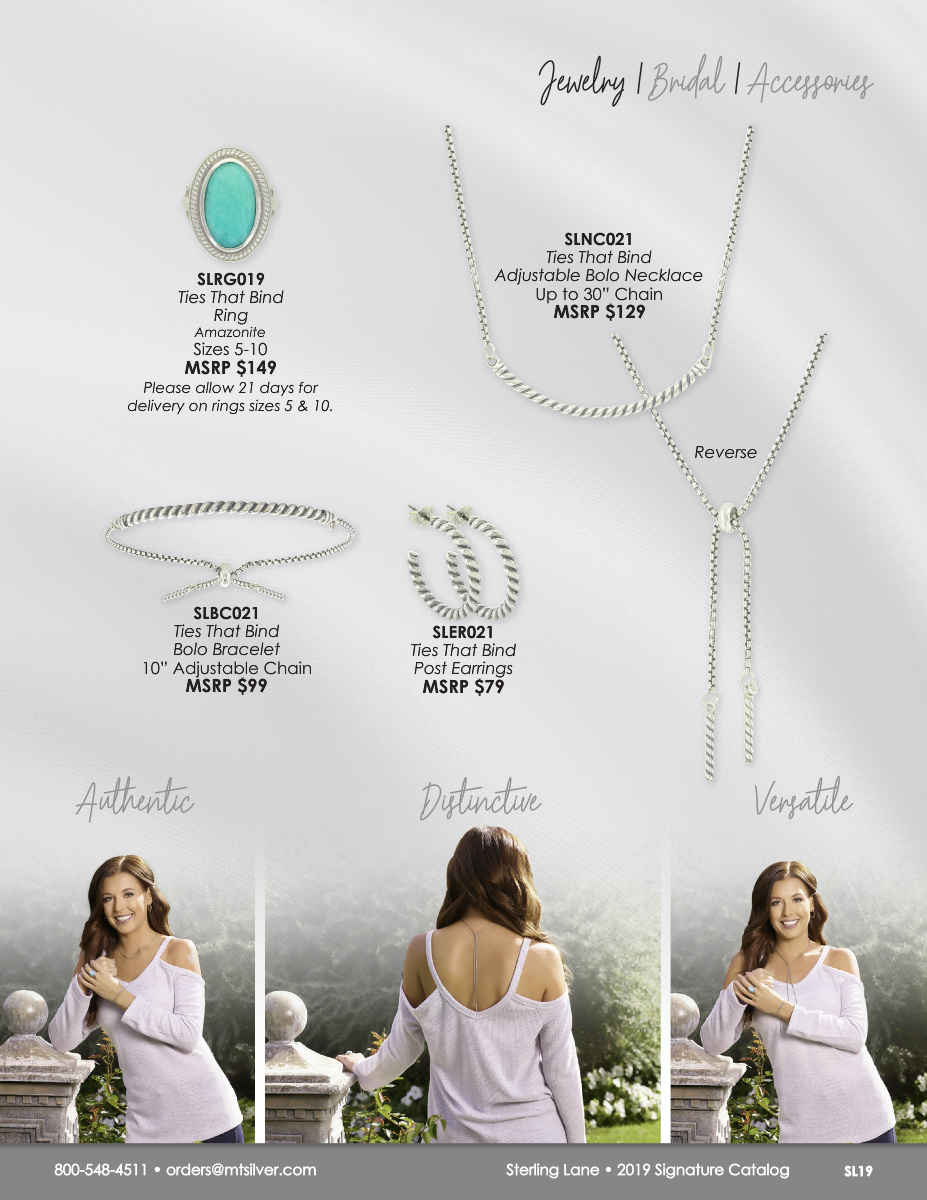 Jewelry | Bridal | Accessories
SLRG019
Ties That Bind
Ring
Amazonite
Sizes 5-10
MSRP $149
Please allow 21 days for
delivery on rings sizes 5 & 10.
SLNC021
Ties That Bind
Adjustable Bolo Necklace
Up to 30” Chain
MSRP $129
Reverse
SLBC021
Ties That Bind
Bolo Bracelet
10” Adjustable Chain
MSRP $99
SLER021
Ties That Bind
Post Earrings
MSRP $79
Authentic
Distinctive
Versatile
800-548-4511 • orders@mtsilver.com
Sterling Lane • 2019 Signature Catalog
SL19